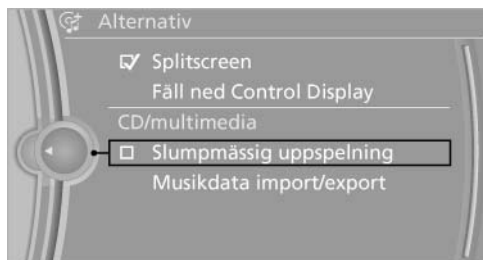 Alternativ
Splitscreen
Fäll ned Control Display
CD/multimedia
Slumpmässig uppspelning
Musikdata import/export